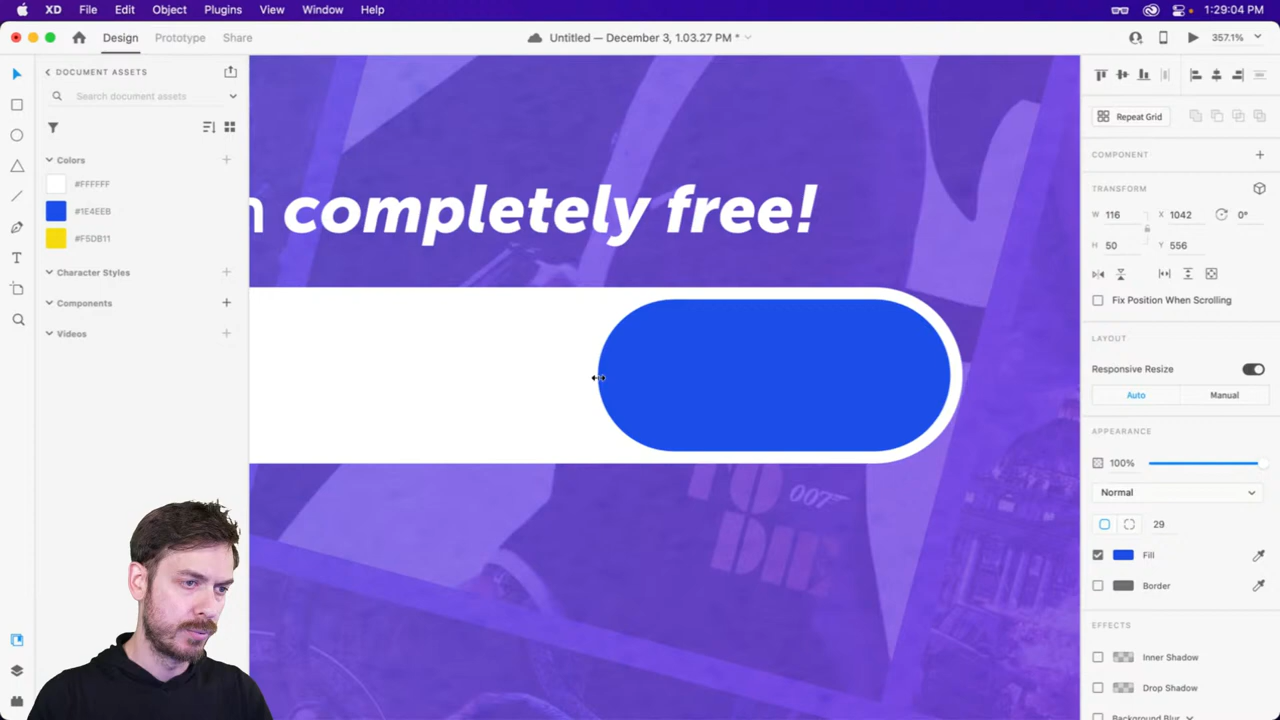 XD File Edit Object Plugins View Window Help 1:29:04 PM
Design Prototype Share Untitled — December 3, 1.03.27 PM * 357.1%
DOCUMENT ASSETS
Search document assets
Colors
#FFFFFF
#1E4EEB
#F5DB11
Character Styles
Components
Videos
completely free!
TO
DIE
007
Repeat Grid
COMPONENT
TRANSFORM
W 116 X 1042 0°
H 50 Y 556
Fix Position When Scrolling
LAYOUT
Responsive Resize
Auto Manual
APPEARANCE
100%
Normal
29
Fill
Border
EFFECTS
Inner Shadow
Drop Shadow
Background Blur